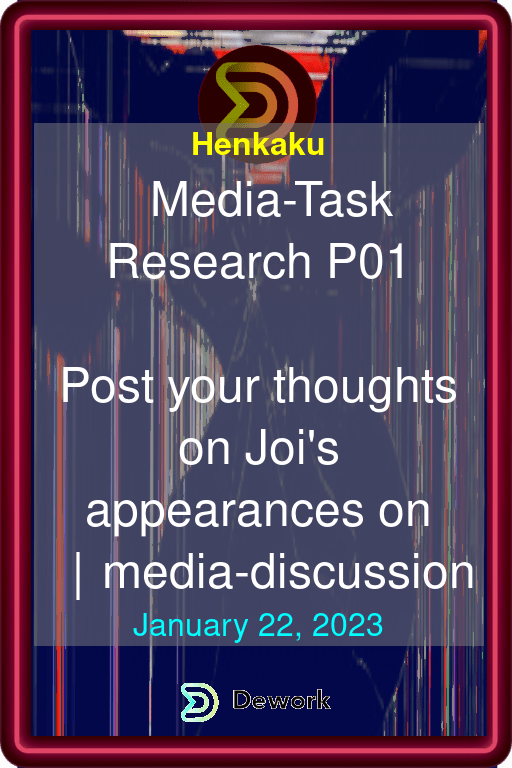 Henkaku
Media-Task
Research P01
Post your thoughts
on Joi's
appearances on
| media-discussion
January 22, 2023
Dework